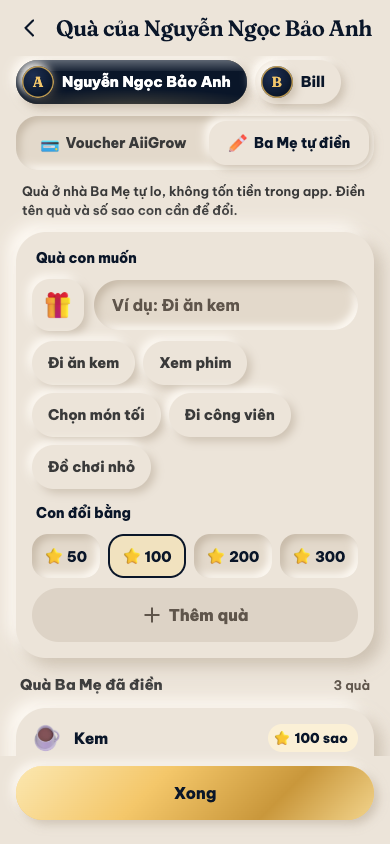 Quà của Nguyễn Ngọc Bảo Anh
A Nguyễn Ngọc Bảo Anh B Bill
Voucher AiiGrow Ba Mẹ tự điền
Quà ở nhà Ba Mẹ tự lo, không tốn tiền trong app. Điền
tên quà và số sao con cần để đổi.
Quà con muốn
Ví dụ: Đi ăn kem
Đi ăn kem Xem phim
Chọn món tối Đi công viên
Đồ chơi nhỏ
Con đổi bằng
50 100 200 300
+ Thêm quà
Quà Ba Mẹ đã điền 3 quà
Kem 100 sao
Xong